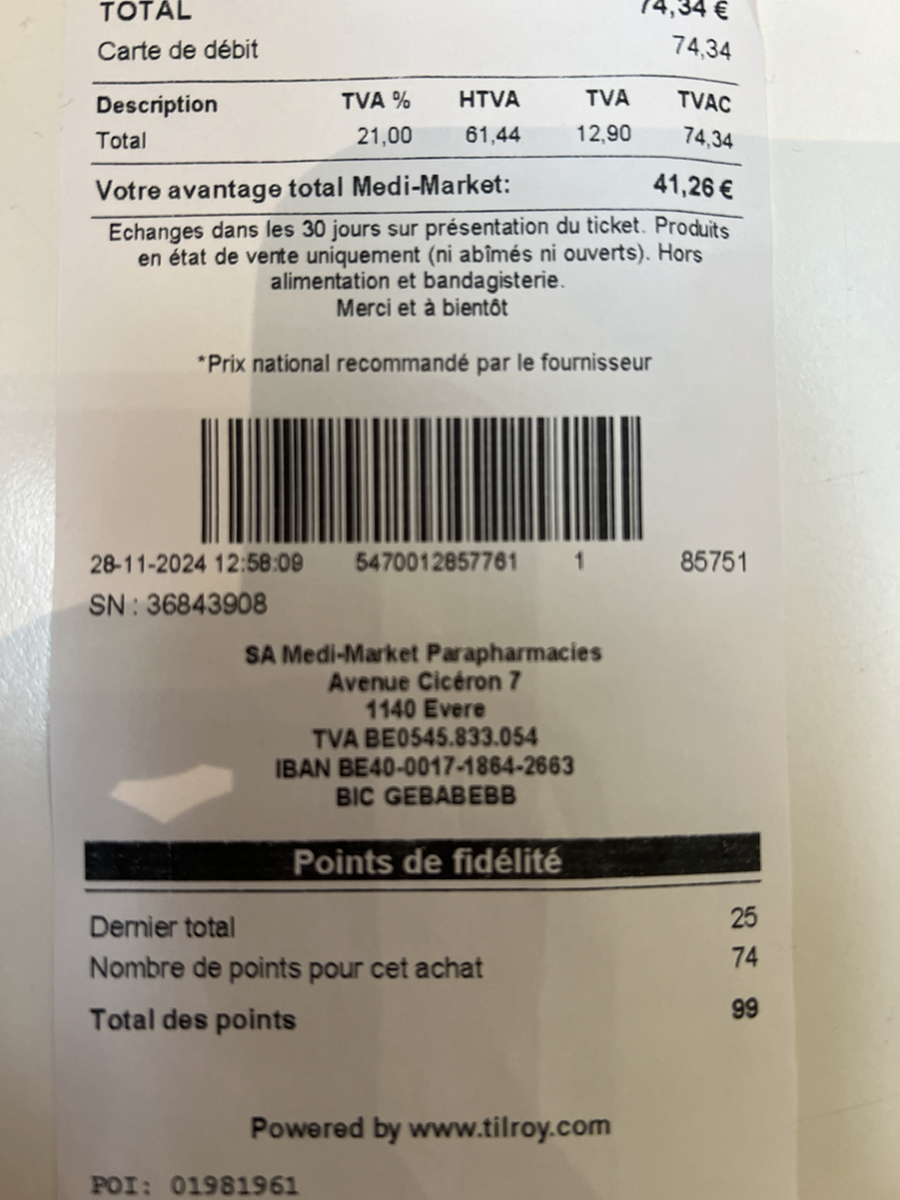 TOTAL 74,34 €
Carte de débit 74,34
Description TVA % HTVA TVA TVAC
Total 21,00 61,44 12,90 74,34
Votre avantage total Medi-Market: 41,26 €
Echanges dans les 30 jours sur présentation du ticket. Produits
en état de vente uniquement (ni abîmés ni ouverts). Hors
alimentation et bandagisterie.
Merci et à bientôt
*Prix national recommandé par le fournisseur
28-11-2024 12:58:09 5470012857761 1 85751
SN : 36843908
SA Medi-Market Parapharmacies
Avenue Cicéron 7
1140 Evere
TVA BE0545.833.054
IBAN BE40-0017-1864-2663
BIC GEBABEBB
Points de fidélité
Dernier total 25
Nombre de points pour cet achat 74
Total des points 99
Powered by www.tilroy.com
POI: 01981961